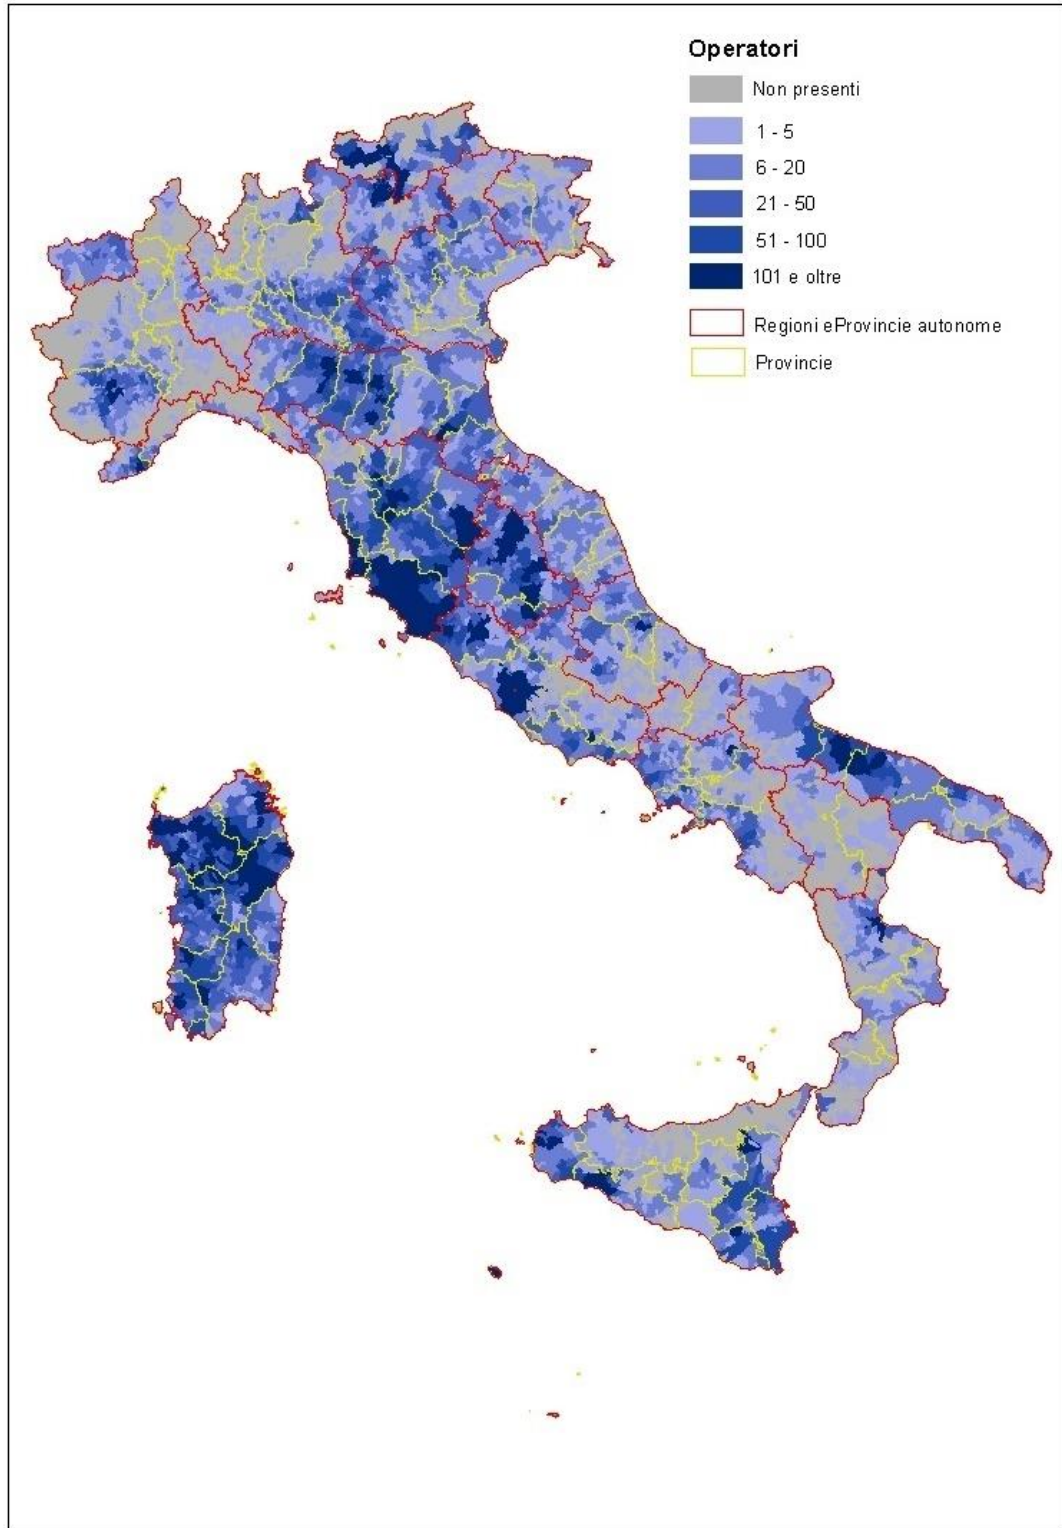 Operatori
Non presenti
1 - 5
6 - 20
21 - 50
51 - 100
101 e oltre
Regioni eProvincie autonome
Provincie